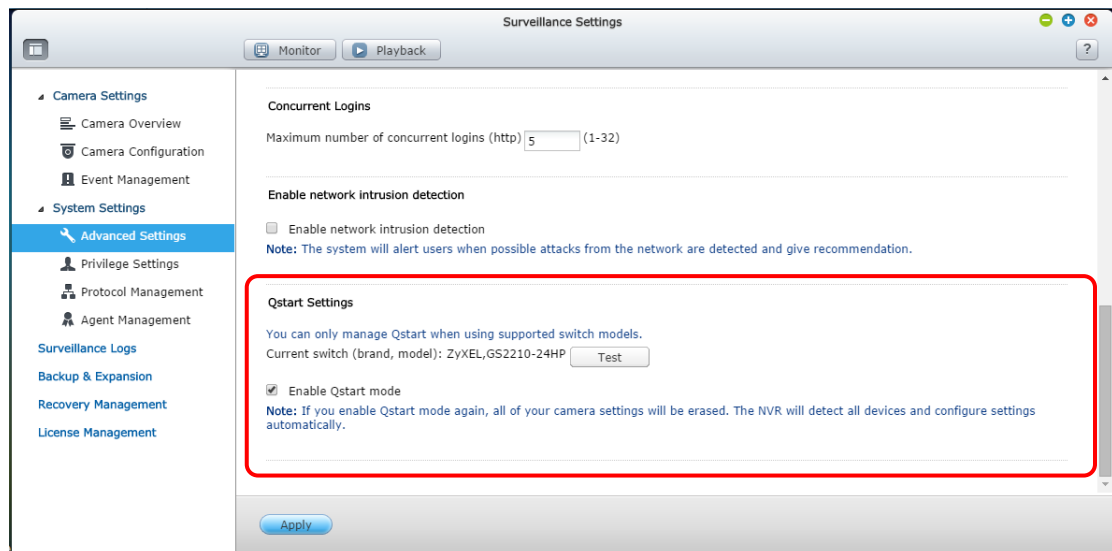 Surveillance Settings
Monitor
Playback
?
Camera Settings
Camera Overview
Camera Configuration
Event Management
System Settings
Advanced Settings
Privilege Settings
Protocol Management
Agent Management
Surveillance Logs
Backup & Expansion
Recovery Management
License Management
Concurrent Logins
Maximum number of concurrent logins (http) 5 (1-32)
Enable network intrusion detection
Enable network intrusion detection
Note: The system will alert users when possible attacks from the network are detected and give recommendation.
Qstart Settings
You can only manage Qstart when using supported switch models.
Current switch (brand, model): ZyXEL,GS2210-24HP Test
Enable Qstart mode
Note: If you enable Qstart mode again, all of your camera settings will be erased. The NVR will detect all devices and configure settings
automatically.
Apply